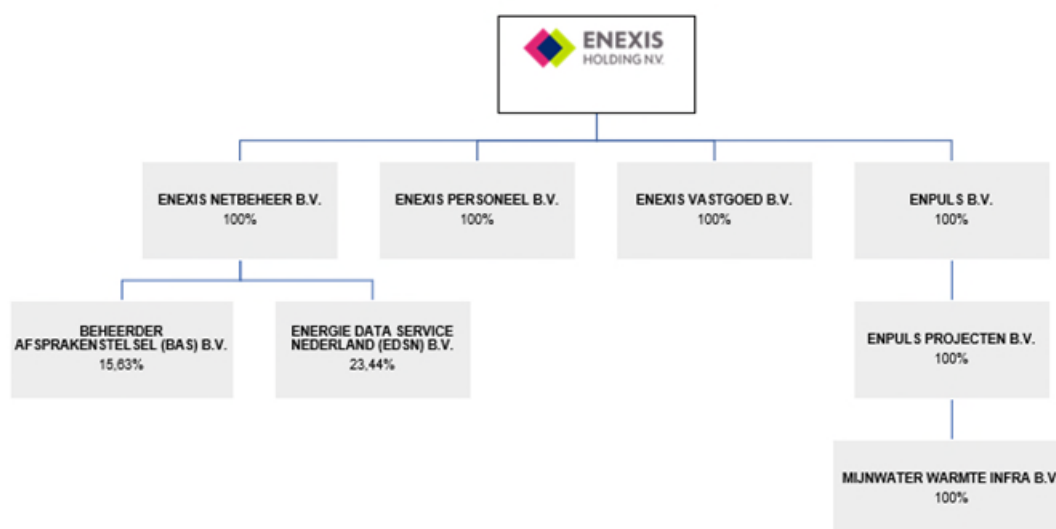 ENEXIS
HOLDING N.V.
ENEXIS NETBEHEER B.V.
100%
ENEXIS PERSONEEL B.V.
100%
ENEXIS VASTGOED B.V.
100%
ENPULS B.V.
100%
BEHEERDER
AFSPRAKENSTELSEL (BAS) B.V.
15,63%
ENERGIE DATA SERVICE
NEDERLAND (EDSN) B.V.
23,44%
ENPULS PROJECTEN B.V.
100%
MIJNWATER WARMTE INFRA B.V
100%